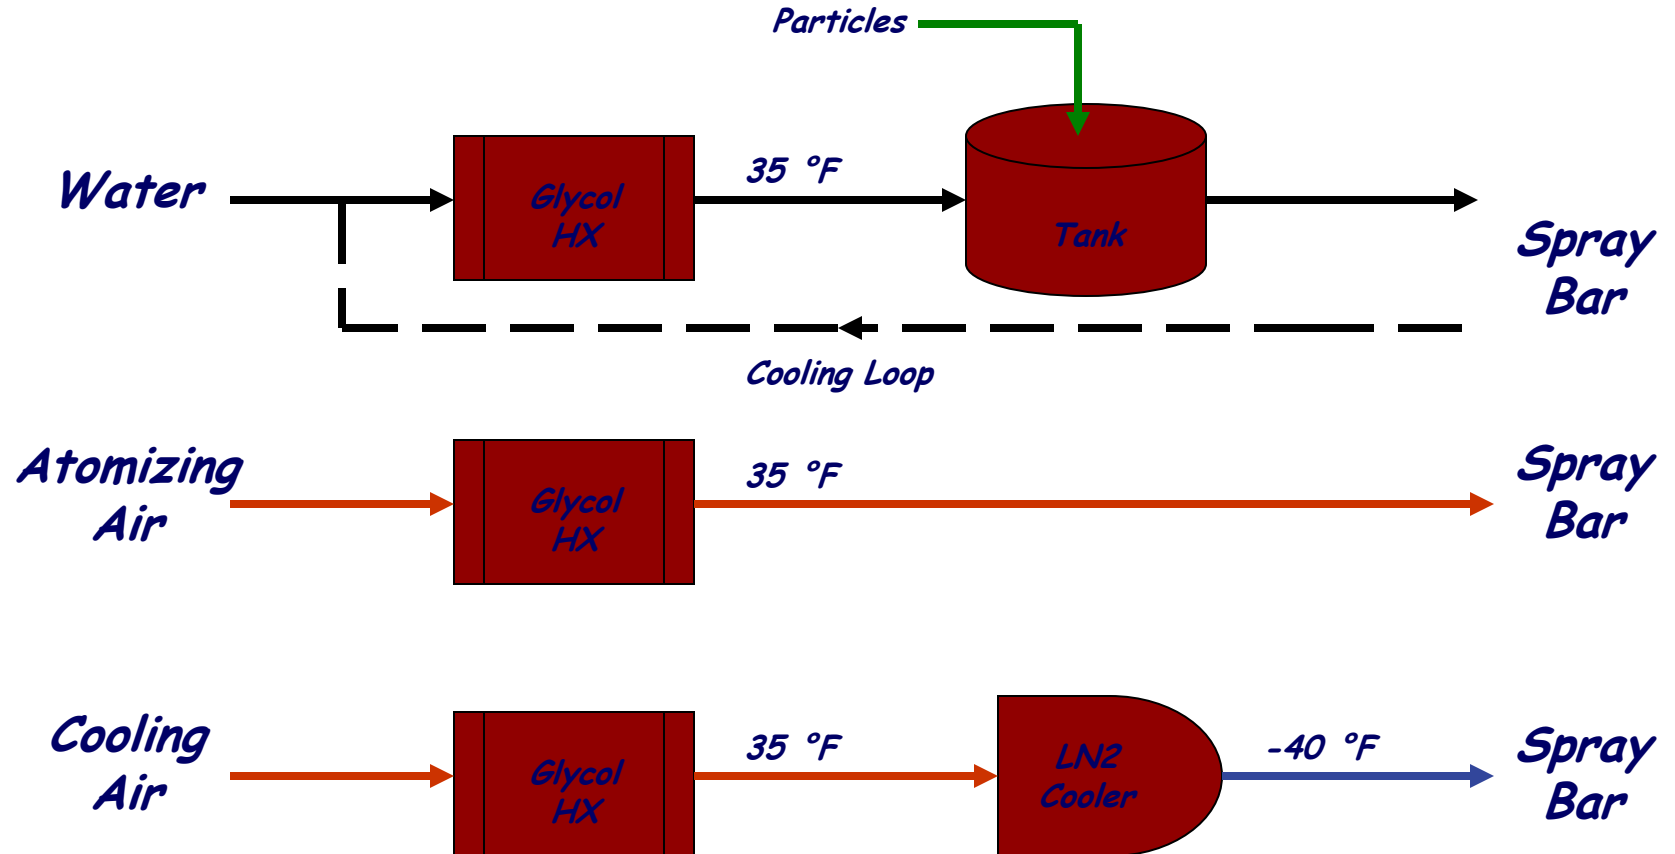 Particles
Water
Glycol
HX
35 °F
Tank
Spray
Bar
Cooling Loop
Atomizing
Air
Glycol
HX
35 °F
Spray
Bar
Cooling
Air
Glycol
HX
35 °F
LN2
Cooler
-40 °F
Spray
Bar